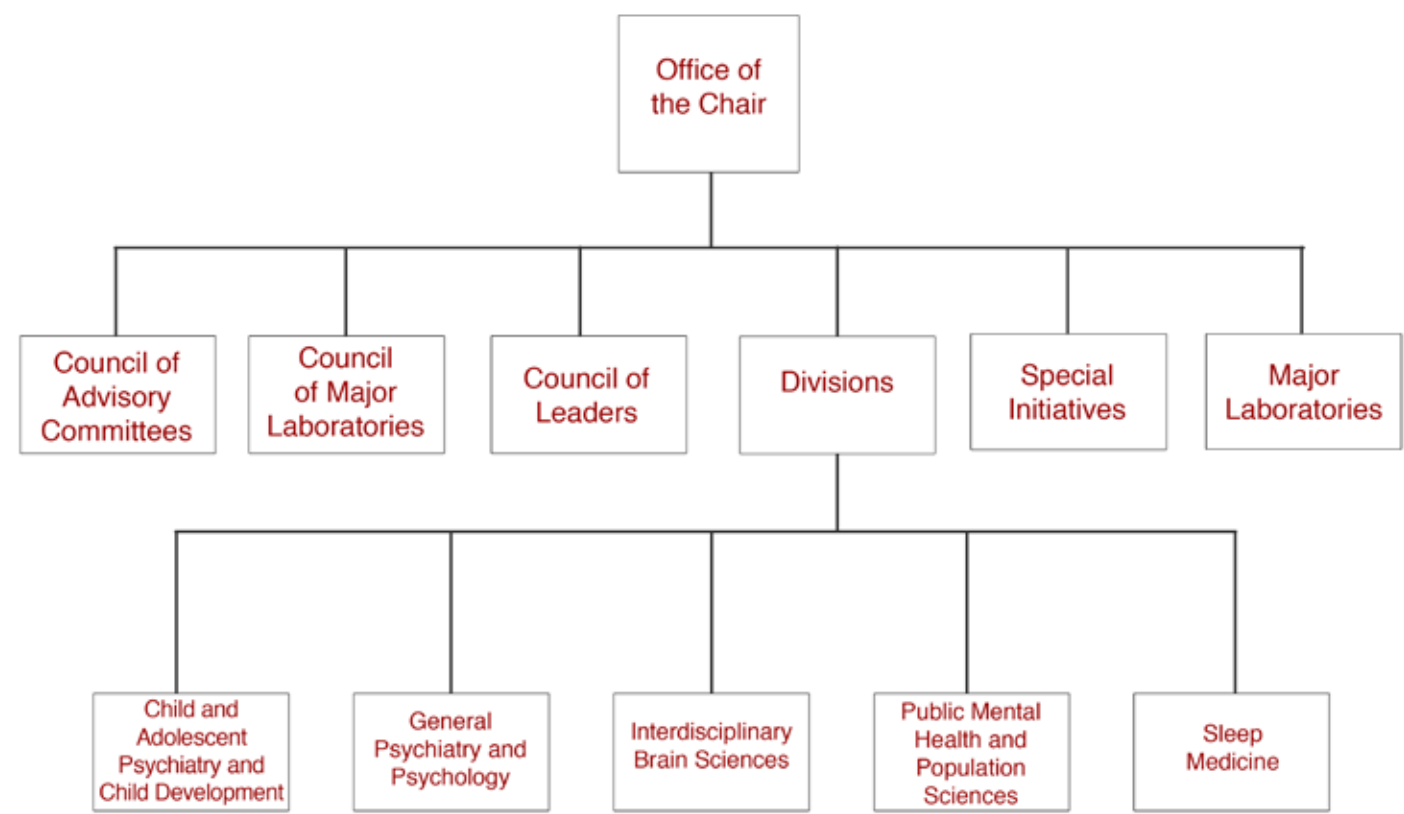 Office of
the Chair
Council of
Advisory
Committees
Council
of Major
Laboratories
Council of
Leaders
Divisions
Special
Initiatives
Major
Laboratories
Child and
Adolescent
Psychiatry and
Child Development
General
Psychiatry and
Psychology
Interdisciplinary
Brain Sciences
Public Mental
Health and
Population
Sciences
Sleep
Medicine